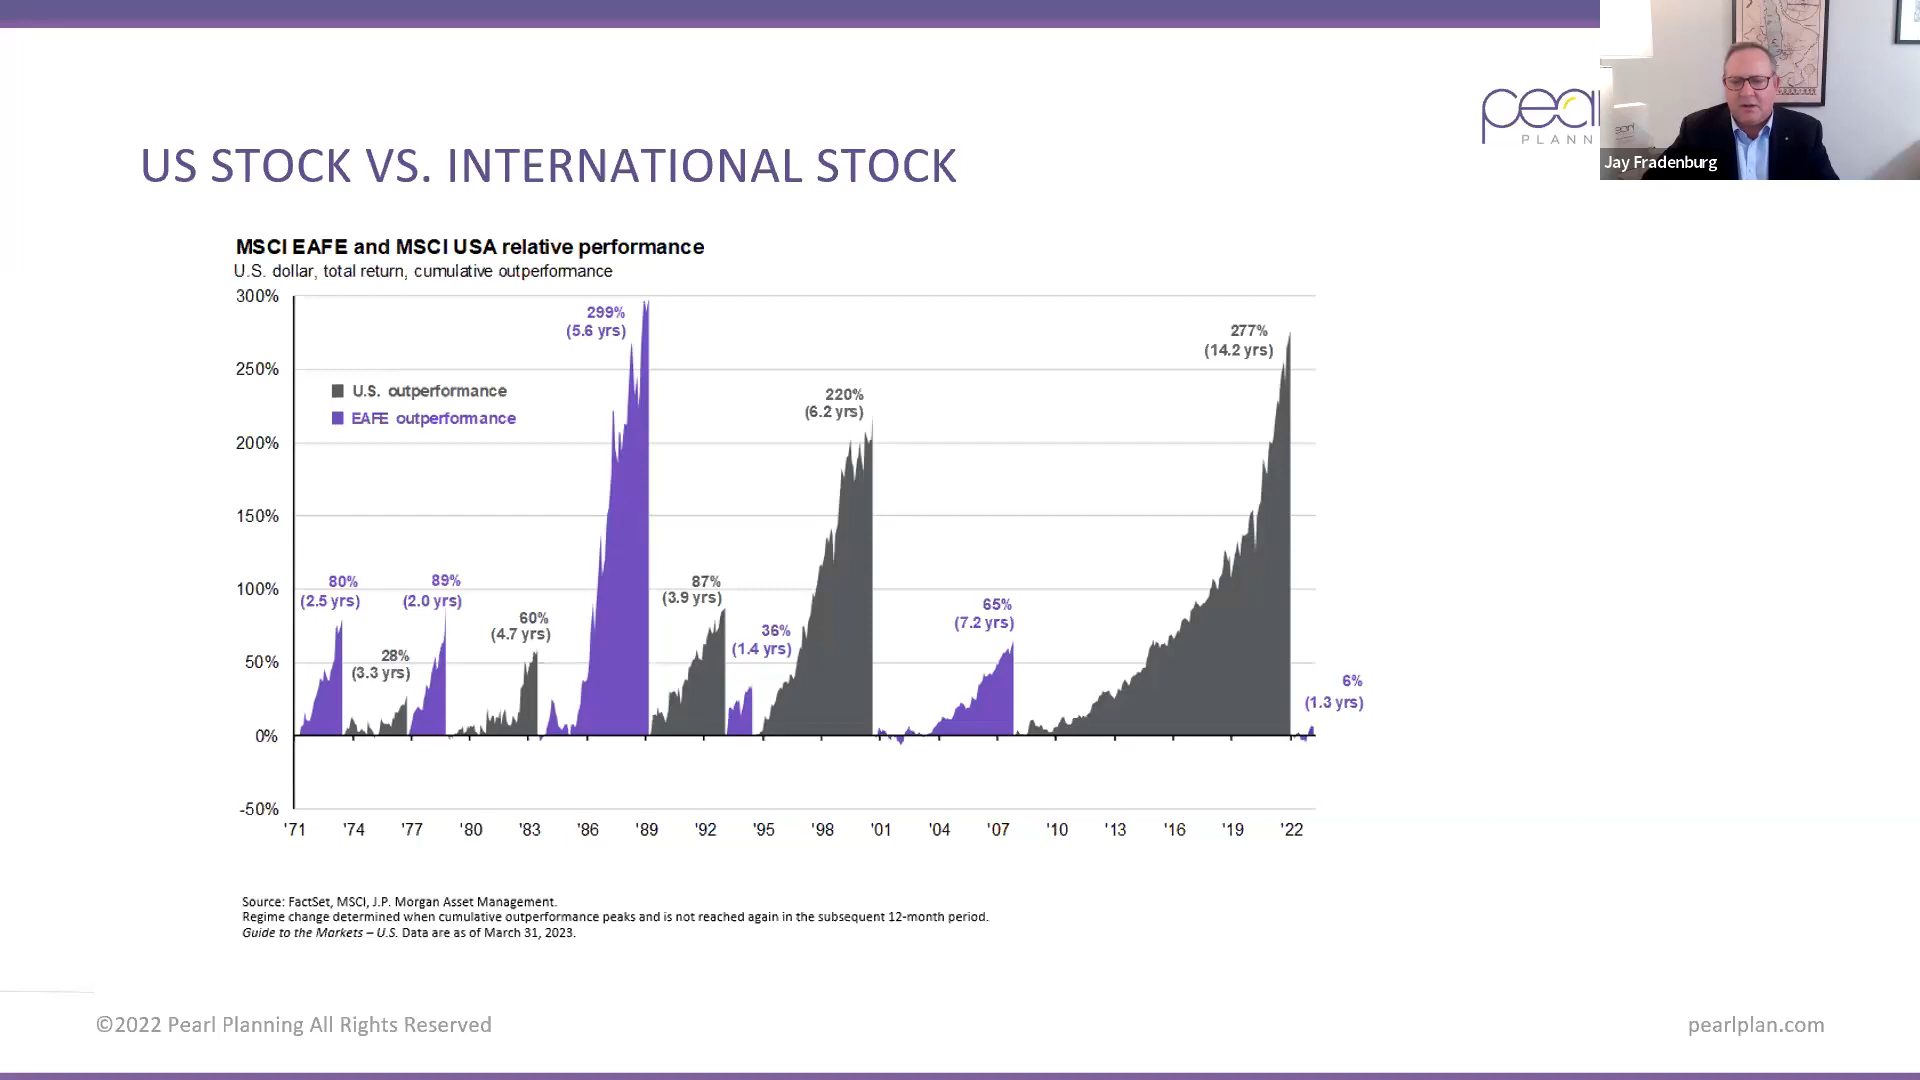 pea
PLANN
Jay Fradenburg
US STOCK VS. INTERNATIONAL STOCK
MSCI EAFE and MSCI USA relative performance
U.S. dollar, total return, cumulative outperformance
300%
250%
200%
150%
100%
50%
0%
-50%
U.S. outperformance
EAFE outperformance
80%
(2.5 yrs)
28%
(3.3 yrs)
89%
(2.0 yrs)
60%
(4.7 yrs)
299%
(5.6 yrs)
87%
(3.9 yrs)
36%
(1.4 yrs)
220%
(6.2 yrs)
65%
(7.2 yrs)
277%
(14.2 yrs)
6%
(1.3 yrs)
'71 '74 '77 '80 '83 '86 '89 '92 '95 '98 '01 '04 '07 '10 '13 '16 '19 '22
Source: FactSet, MSCI, J.P. Morgan Asset Management.
Regime change determined when cumulative outperformance peaks and is not reached again in the subsequent 12-month period.
Guide to the Markets – U.S. Data are as of March 31, 2023.
©2022 Pearl Planning All Rights Reserved
pearlplan.com